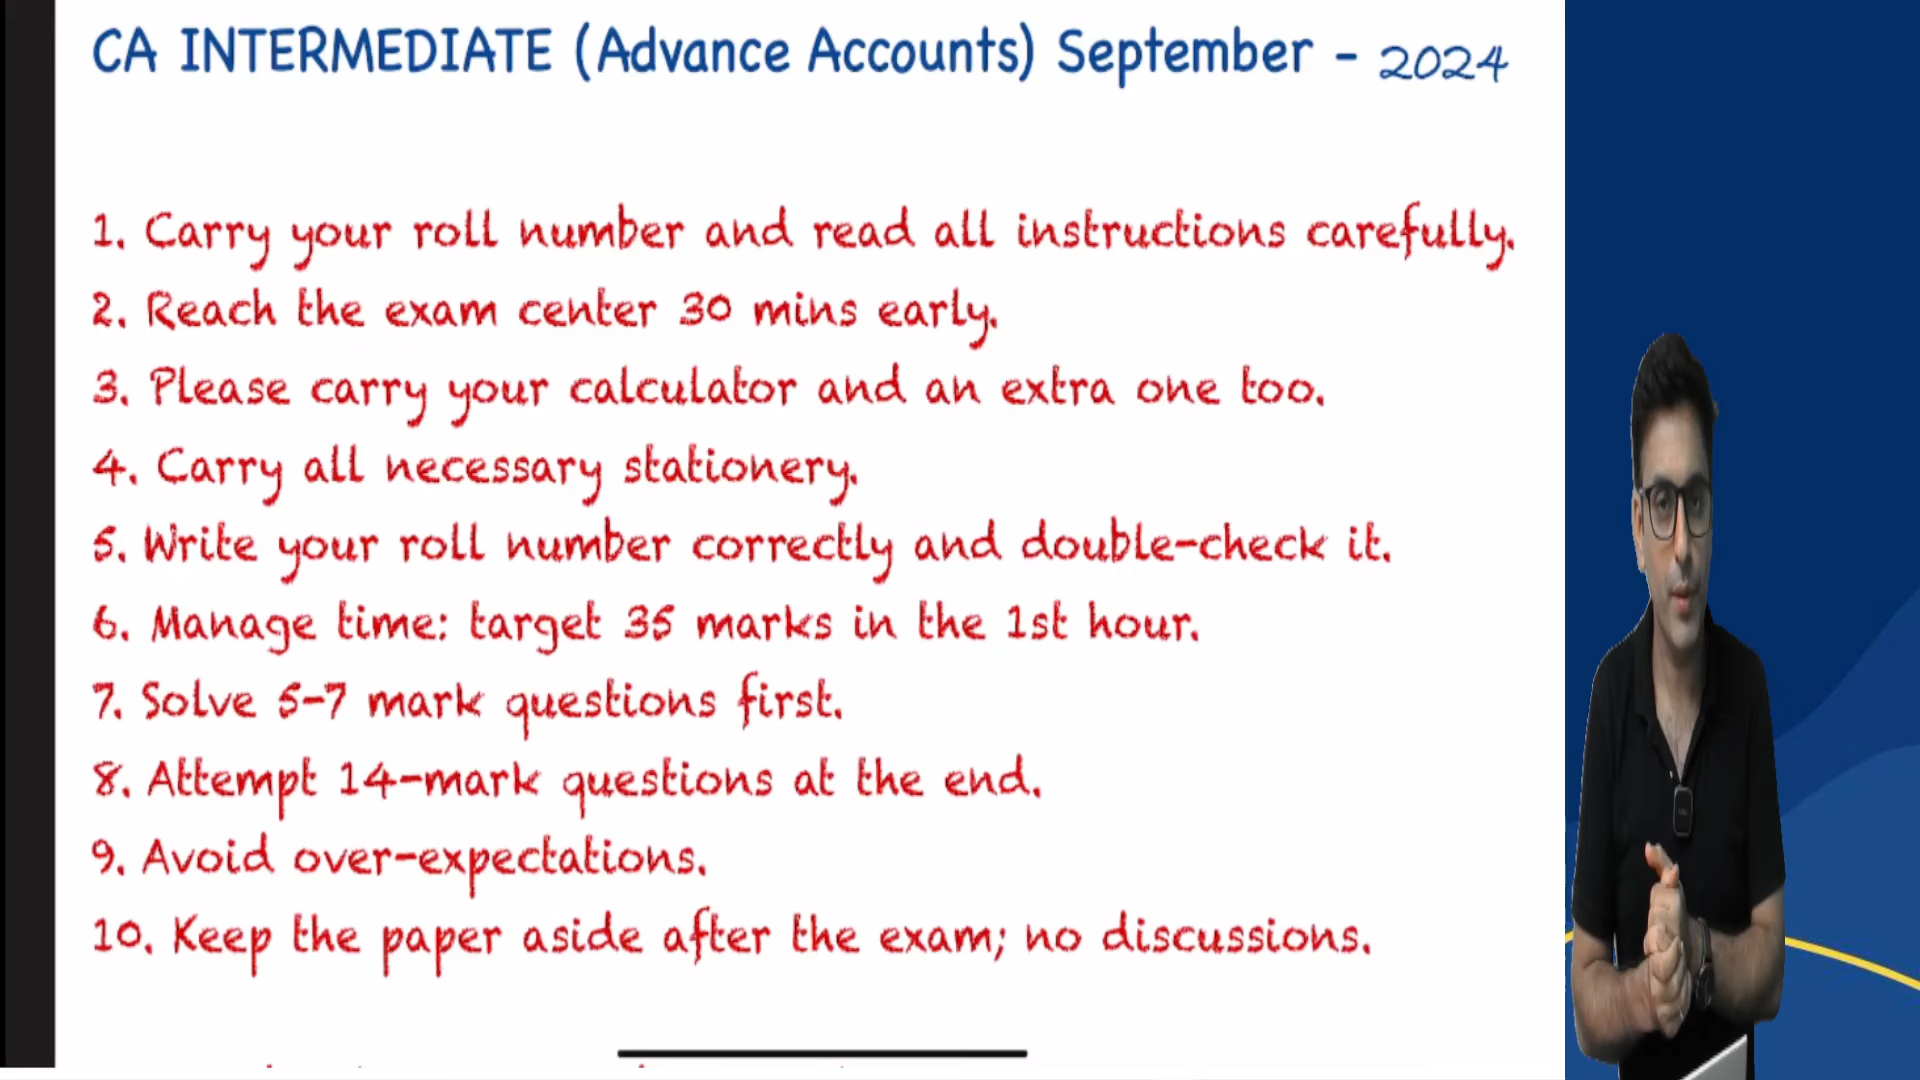 CA INTERMEDIATE (Advance Accounts) September - 2024
1. Carry your roll number and read all instructions carefully.
2. Reach the exam center 30 mins early.
3. Please carry your calculator and an extra one too.
4. Carry all necessary stationery.
5. Write your roll number correctly and double-check it.
6. Manage time: target 35 marks in the 1st hour.
7. Solve 5-7 mark questions first.
8. Attempt 14-mark questions at the end.
9. Avoid over-expectations.
10. Keep the paper aside after the exam; no discussions.